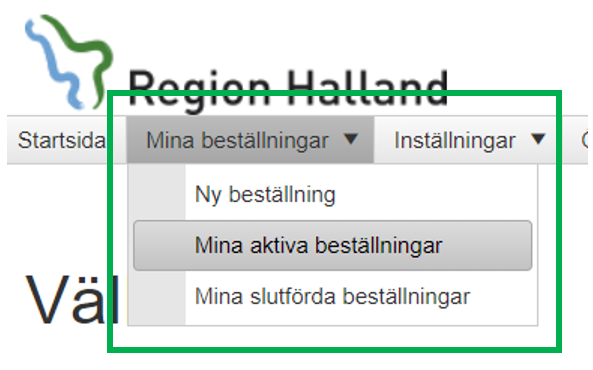 Region Halland
Startsida Mina beställningar ▼ Inställningar ▼
Ny beställning
Mina aktiva beställningar
Mina slutförda beställningar
Väl